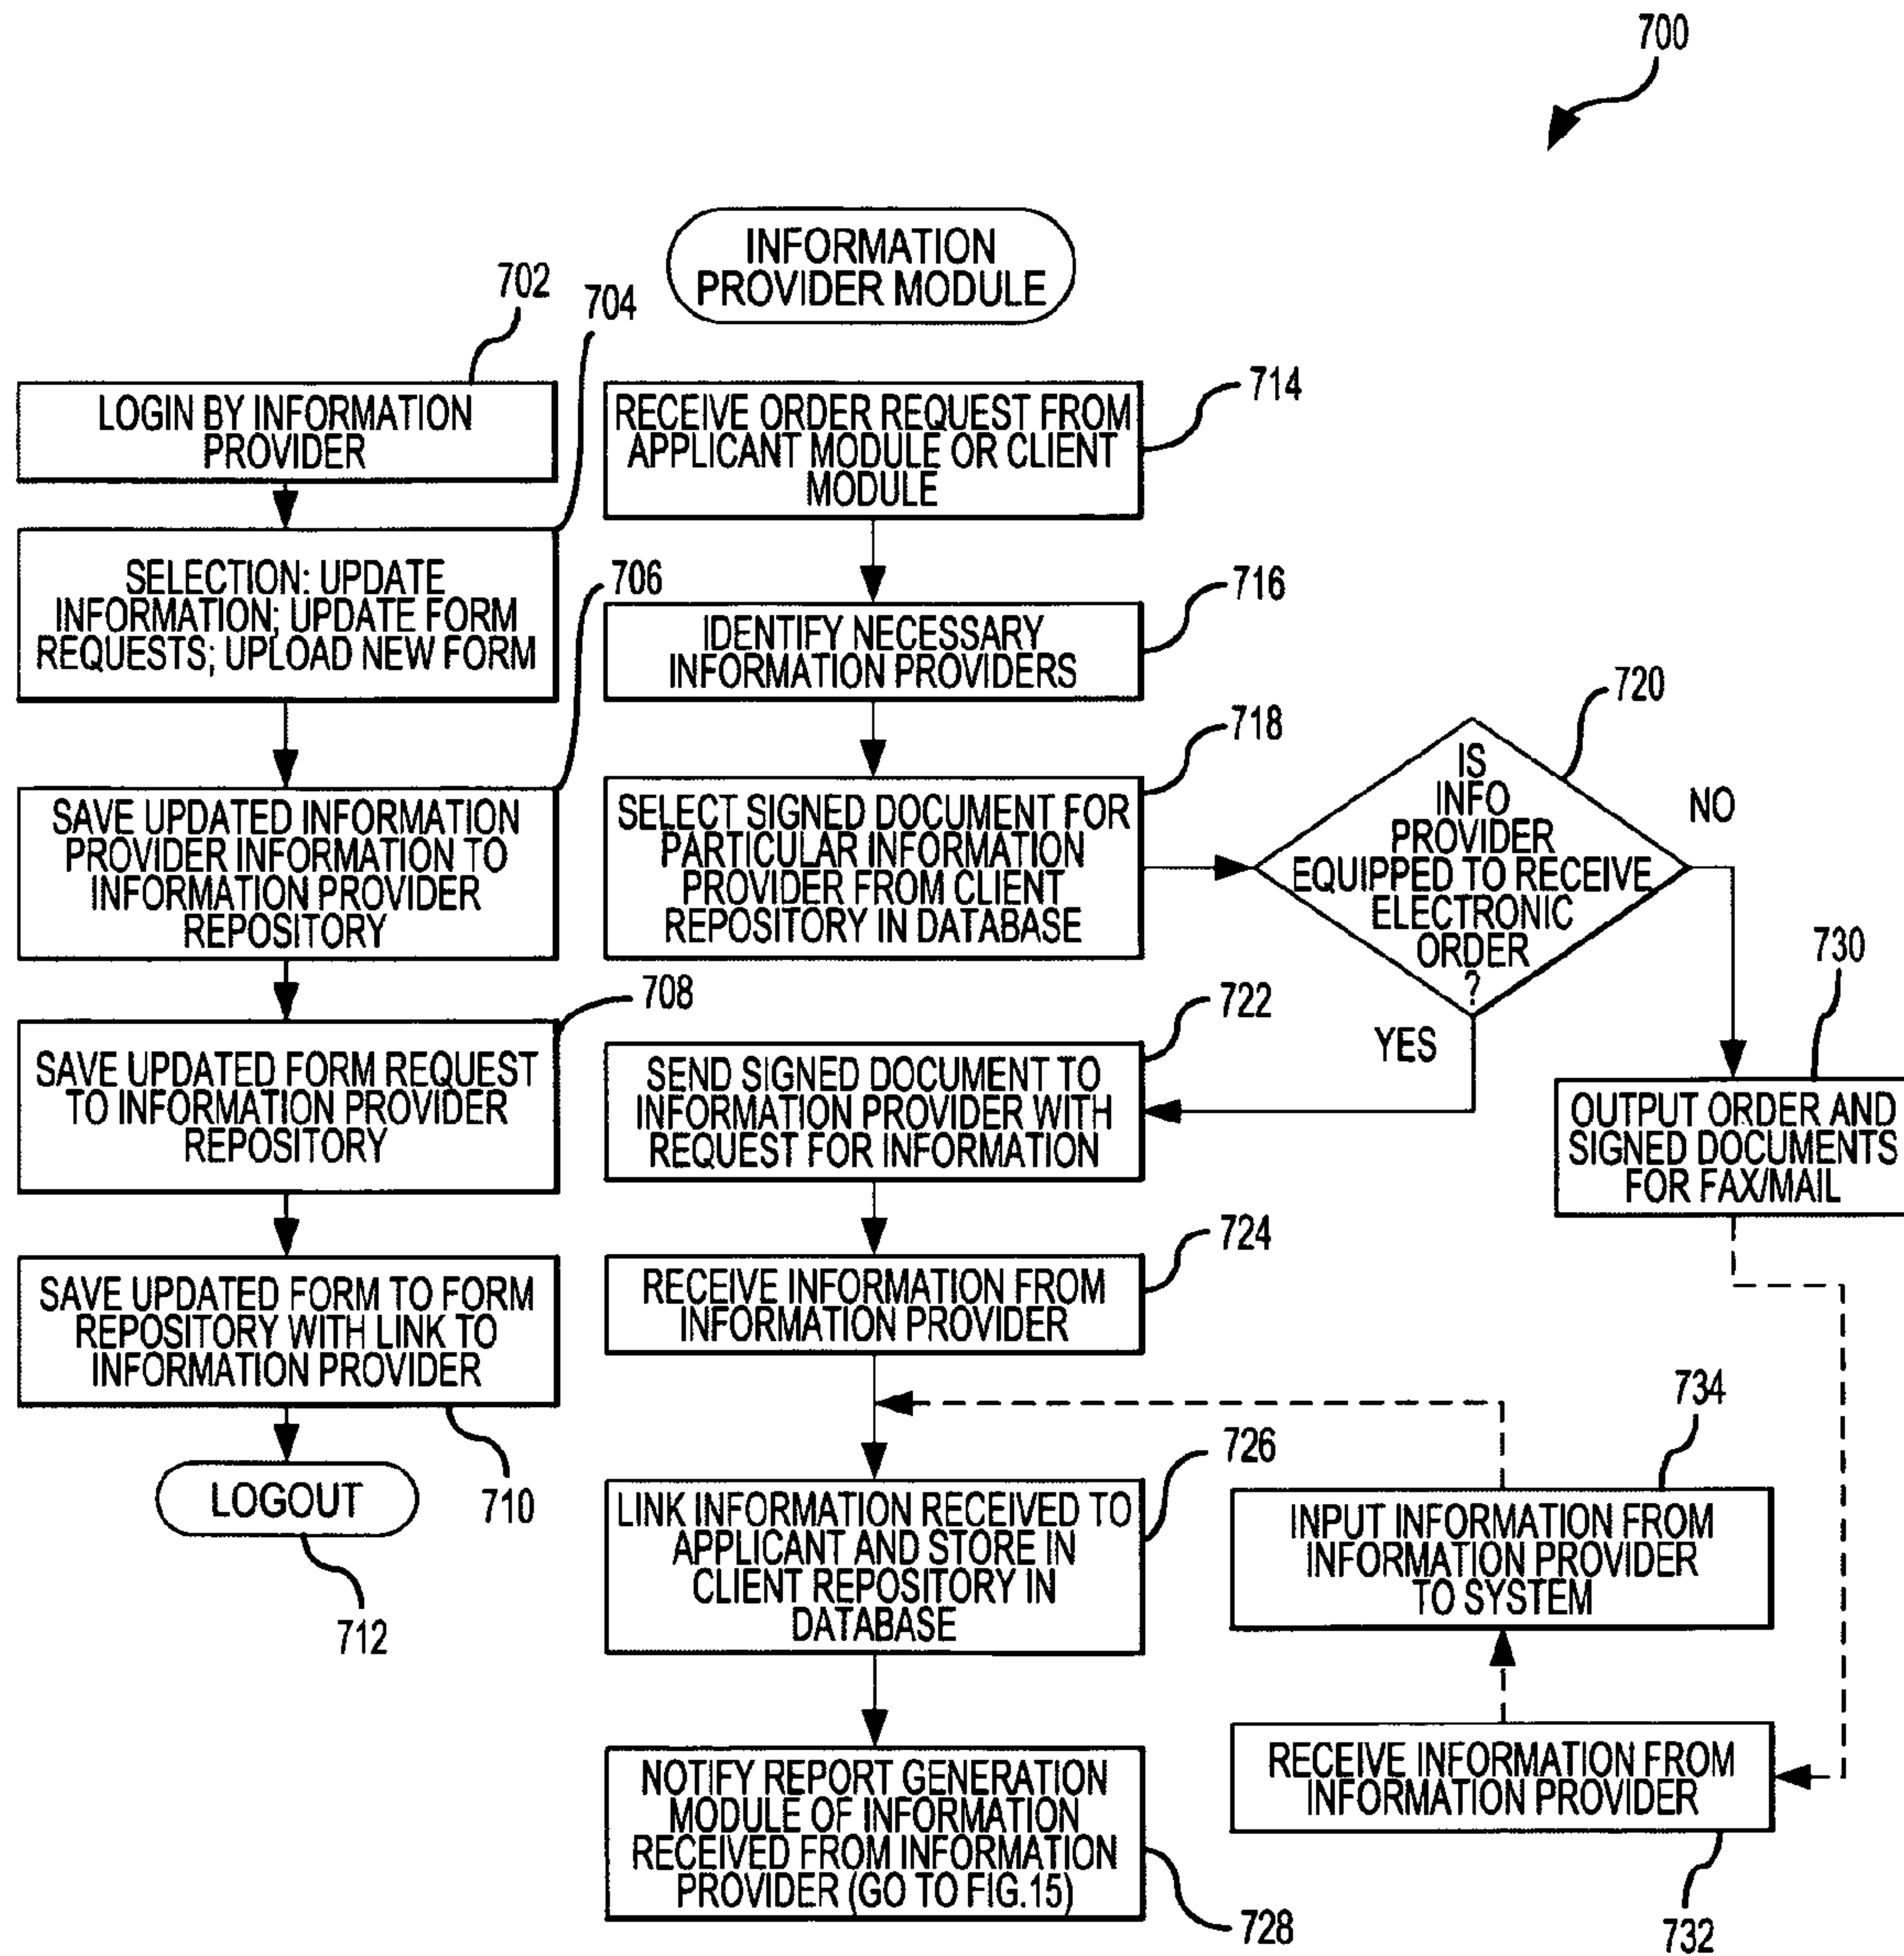 700
INFORMATION
PROVIDER MODULE
702
LOGIN BY INFORMATION
PROVIDER
704
SELECTION: UPDATE
INFORMATION; UPDATE FORM
REQUESTS; UPLOAD NEW FORM
706
SAVE UPDATED INFORMATION
PROVIDER INFORMATION TO
INFORMATION PROVIDER
REPOSITORY
708
SAVE UPDATED FORM REQUEST
TO INFORMATION PROVIDER
REPOSITORY
SAVE UPDATED FORM TO FORM
REPOSITORY WITH LINK TO
INFORMATION PROVIDER
710
LOGOUT
712
714
RECEIVE ORDER REQUEST FROM
APPLICANT MODULE OR CLIENT
MODULE
716
IDENTIFY NECESSARY
INFORMATION PROVIDERS
718
SELECT SIGNED DOCUMENT FOR
PARTICULAR INFORMATION
PROVIDER FROM CLIENT
REPOSITORY IN DATABASE
720
IS
INFO
PROVIDER
EQUIPPED TO RECEIVE
ELECTRONIC
ORDER
?
NO
YES
722
SEND SIGNED DOCUMENT TO
INFORMATION PROVIDER WITH
REQUEST FOR INFORMATION
724
RECEIVE INFORMATION FROM
INFORMATION PROVIDER
726
LINK INFORMATION RECEIVED TO
APPLICANT AND STORE IN
CLIENT REPOSITORY IN
DATABASE
NOTIFY REPORT GENERATION
MODULE OF INFORMATION
RECEIVED FROM INFORMATION
PROVIDER (GO TO FIG.15)
728
730
OUTPUT ORDER AND
SIGNED DOCUMENTS
FOR FAX/MAIL
734
INPUT INFORMATION FROM
INFORMATION PROVIDER
TO SYSTEM
RECEIVE INFORMATION FROM
INFORMATION PROVIDER
732